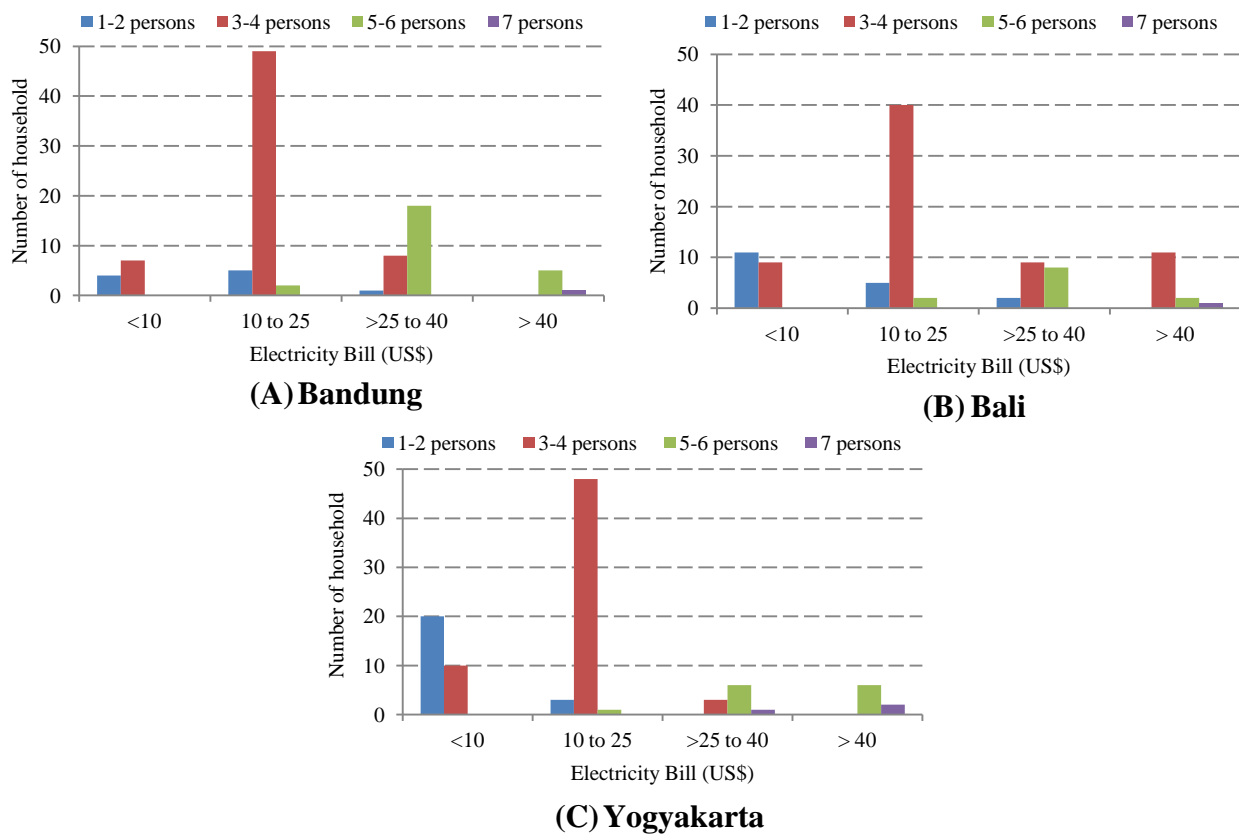 1-2 persons 3-4 persons 5-6 persons 7 persons
Number of household
50
40
30
20
10
0
<10 10 to 25 >25 to 40 > 40
Electricity Bill (US$)
(A) Bandung
1-2 persons 3-4 persons 5-6 persons 7 persons
Number of household
50
40
30
20
10
0
<10 10 to 25 >25 to 40 > 40
Electricity Bill (US$)
(B) Bali
1-2 persons 3-4 persons 5-6 persons 7 persons
Number of household
50
40
30
20
10
0
<10 10 to 25 >25 to 40 > 40
Electricity Bill (US$)
(C) Yogyakarta